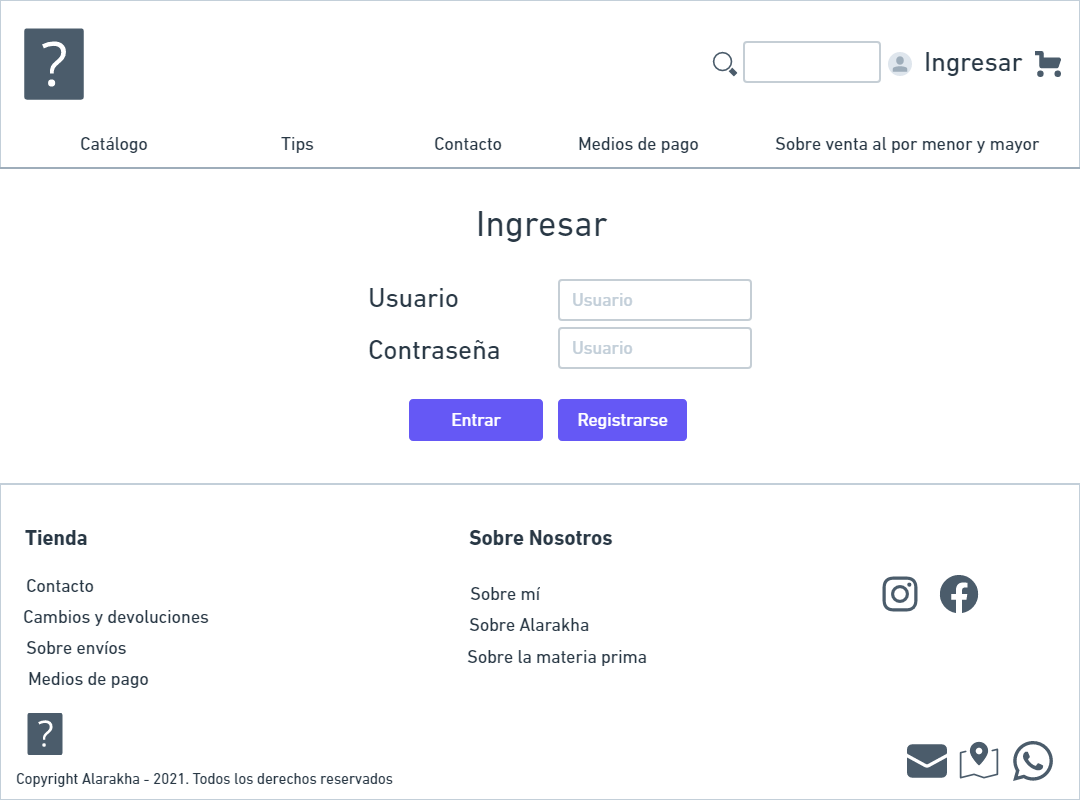 ?
Ingresar
Catálogo Tips Contacto Medios de pago Sobre venta al por menor y mayor
Ingresar
Usuario Usuario
Contraseña Usuario
Entrar Registrarse
Tienda
Contacto
Cambios y devoluciones
Sobre envíos
Medios de pago
Sobre Nosotros
Sobre mí
Sobre Alarakha
Sobre la materia prima
?
Copyright Alarakha - 2021. Todos los derechos reservados